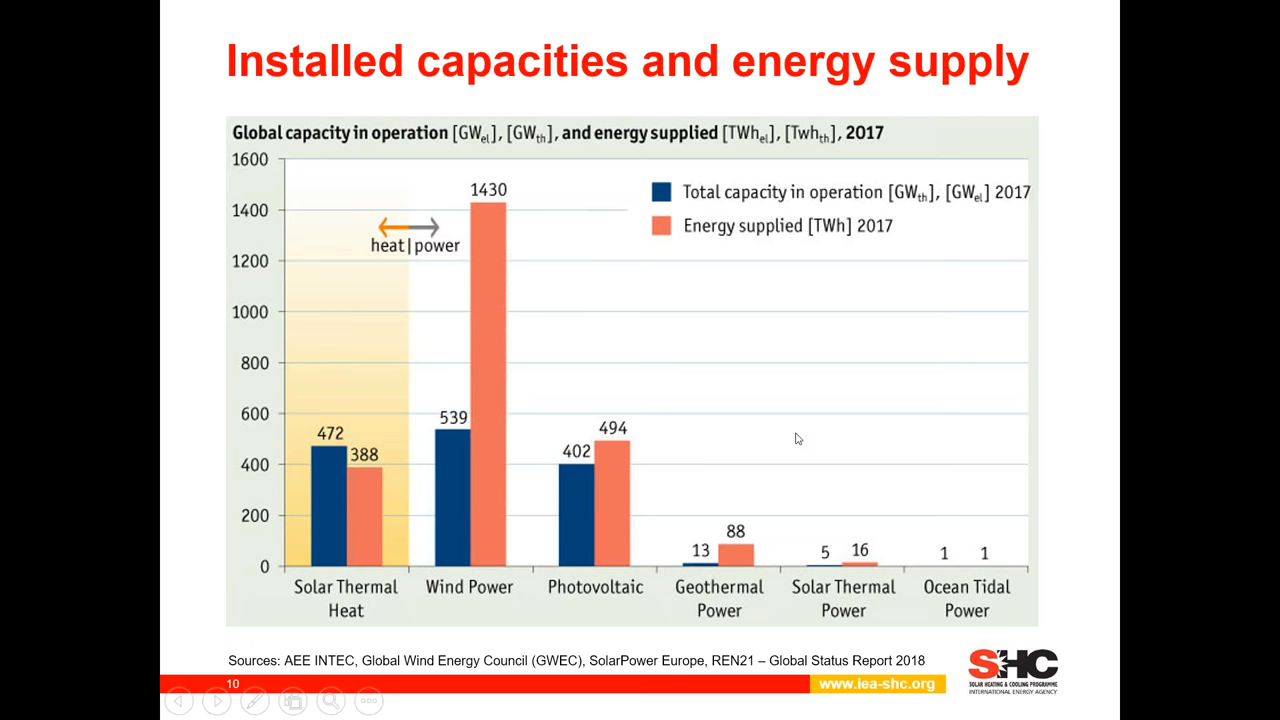 Installed capacities and energy supply
Global capacity in operation [GWel], [GWth], and energy supplied [TWhel], [Twhth], 2017
1600
1400
1200
1000
800
600
400
200
0
Total capacity in operation [GWth], [GWel] 2017
Energy supplied [TWh] 2017
heat|power
472
388
539
1430
402
494
13
88
5
16
1
1
Solar Thermal
Heat
Wind Power
Photovoltaic
Geothermal
Power
Solar Thermal
Power
Ocean Tidal
Power
Sources: AEE INTEC, Global Wind Energy Council (GWEC), SolarPower Europe, REN21 – Global Status Report 2018
10
www.iea-shc.org
SHC
SOLAR HEATING & COOLING PROGRAMME
INTERNATIONAL ENERGY AGENCY